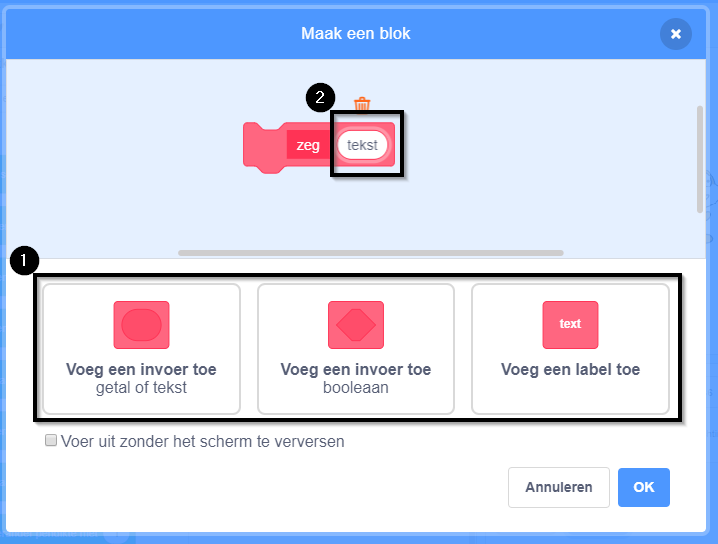 Maak een blok
2
zeg tekst
1
text
Voeg een invoer toe
getal of tekst
Voeg een invoer toe
booleaan
Voeg een label toe
Voer uit zonder het scherm te verversen
Annuleren OK